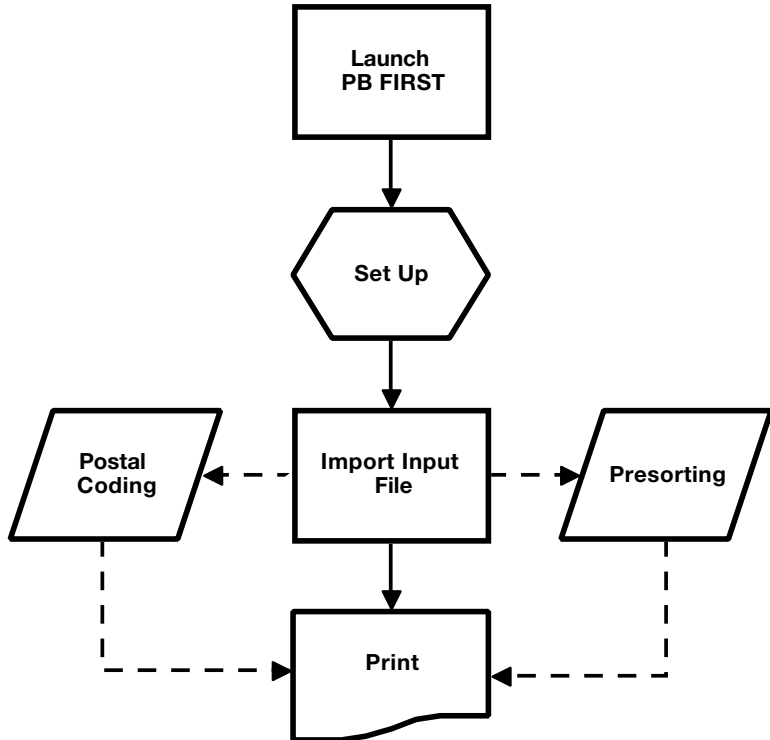 Launch
PB FIRST
Set Up
Postal
Coding
Import Input
File
Presorting
Print